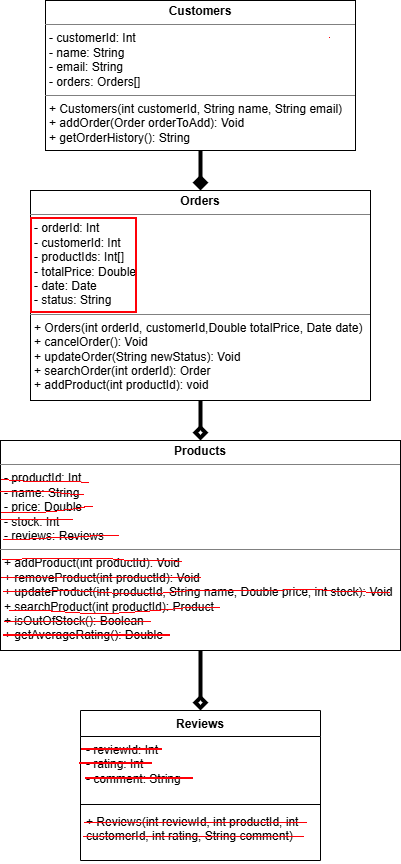 Customers
- customerId: Int
- name: String
- email: String
- orders: Orders[]
+ Customers(int customerId, String name, String email)
+ addOrder(Order orderToAdd): Void
+ getOrderHistory(): String
Orders
- orderId: Int
- customerId: Int
- productIds: Int[]
- totalPrice: Double
- date: Date
- status: String
+ Orders(int orderId, customerId,Double totalPrice, Date date)
+ cancelOrder(): Void
+ updateOrder(String newStatus): Void
+ searchOrder(int orderId): Order
+ addProduct(int productId): void
Products
- productId: Int
- name: String
- price: Double
- stock: Int
- reviews: Reviews
+ addProduct(int productId): Void
+ removeProduct(int productId): Void
+ updateProduct(int productId, String name, Double price, int stock): Void
+ searchProduct(int productId): Product
+ isOutOfStock(): Boolean
+ getAverageRating(): Double
Reviews
- reviewId: Int
- rating: Int
- comment: String
+ Reviews(int reviewId, int productId, int
customerId, int rating, String comment)